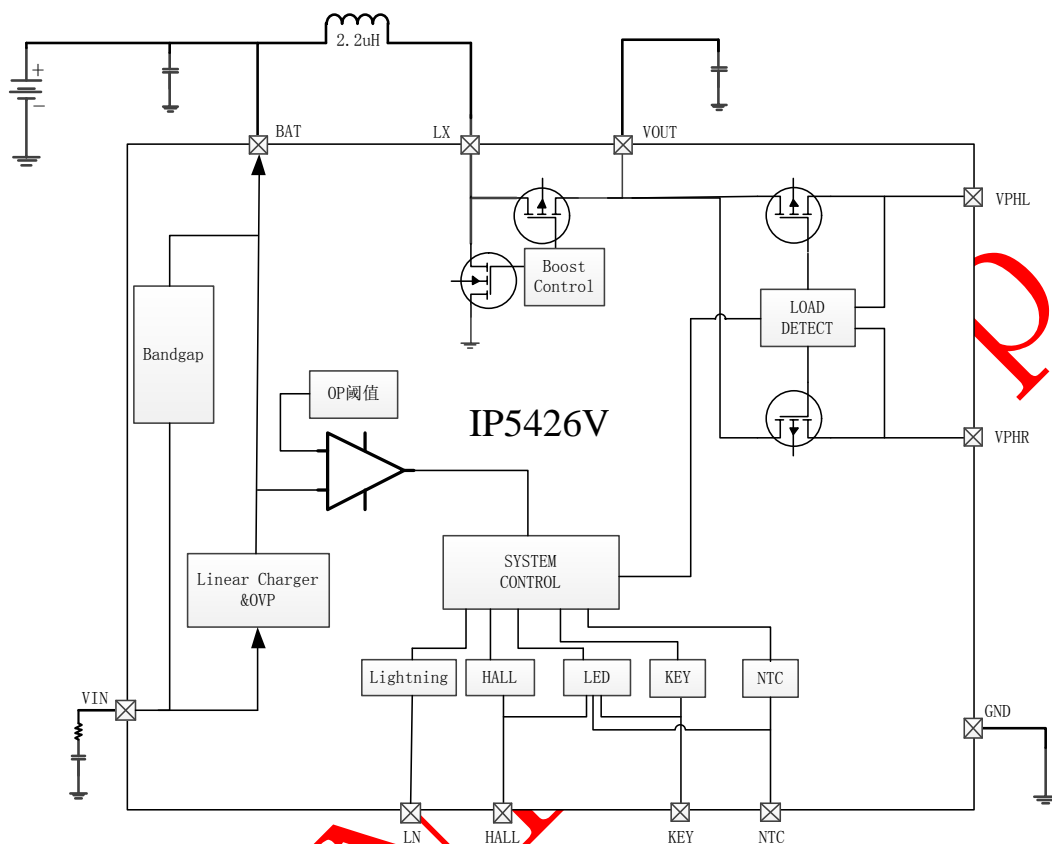 2.2uH
+
−
BAT
LX
VOUT
VPHL
Boost
Control
LOAD
DETECT
Bandgap
OP阈值
IP5426V
VPHR
SYSTEM
CONTROL
Linear Charger
&OVP
Lightning
HALL
LED
KEY
NTC
VIN
GND
LN
HALL
KEY
NTC